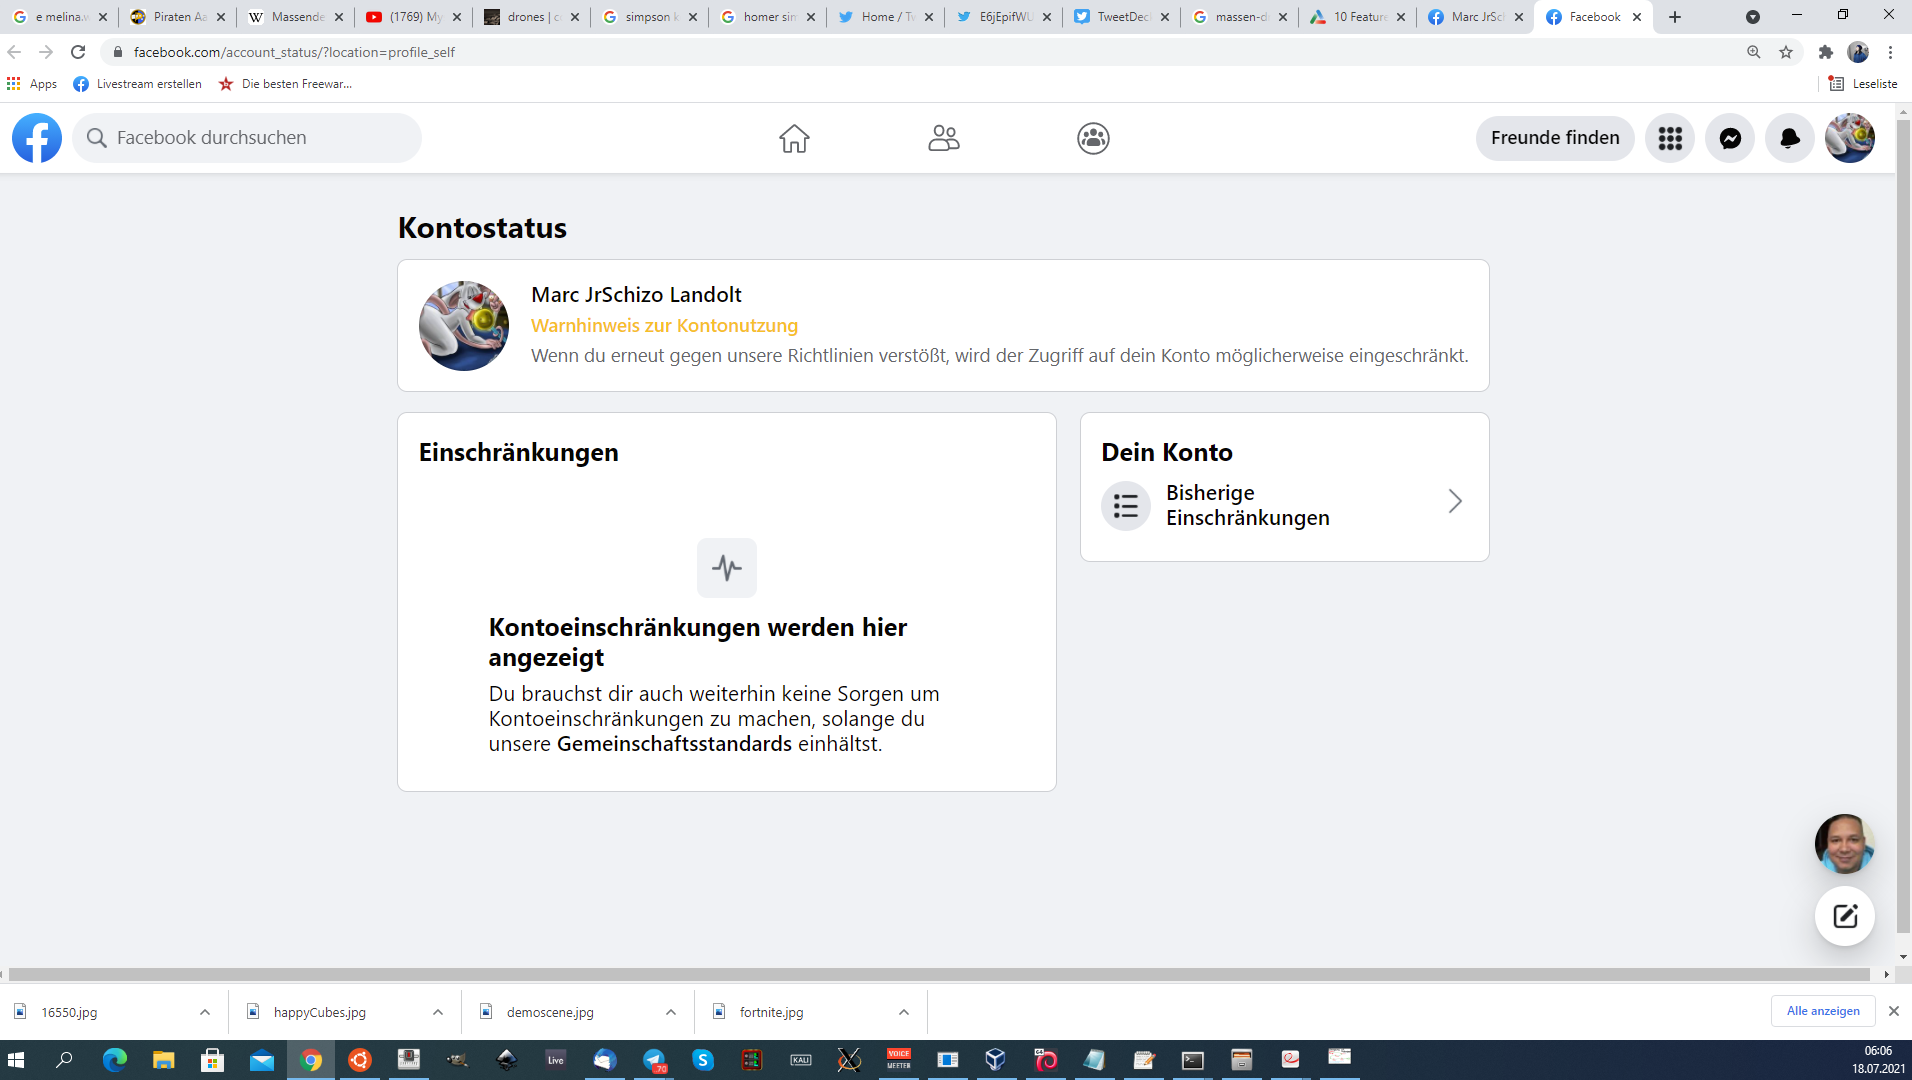 e melina.w
Piraten Aa
Massende
(1769) My
drones | c
simpson k
homer sim
Home / Tw
E6jEpifWU
TweetDec
massen-d
10 Feature
Marc JrSc
Facebook
facebook.com/account_status/?location=profile_self
Apps
Livestream erstellen
Die besten Freewar...
Leseliste
Facebook durchsuchen
Freunde finden
Kontostatus
Marc JrSchizo Landolt
Warnhinweis zur Kontonutzung
Wenn du erneut gegen unsere Richtlinien verstößt, wird der Zugriff auf dein Konto möglicherweise eingeschränkt.
Einschränkungen
Kontoeinschränkungen werden hier
angezeigt
Du brauchst dir auch weiterhin keine Sorgen um
Kontoeinschränkungen zu machen, solange du
unsere Gemeinschaftsstandards einhältst.
Dein Konto
Bisherige
Einschränkungen
16550.jpg
happyCubes.jpg
demoscene.jpg
fortnite.jpg
Alle anzeigen
Live
70
KALI
VOICE
MEETER
06:06
18.07.2021